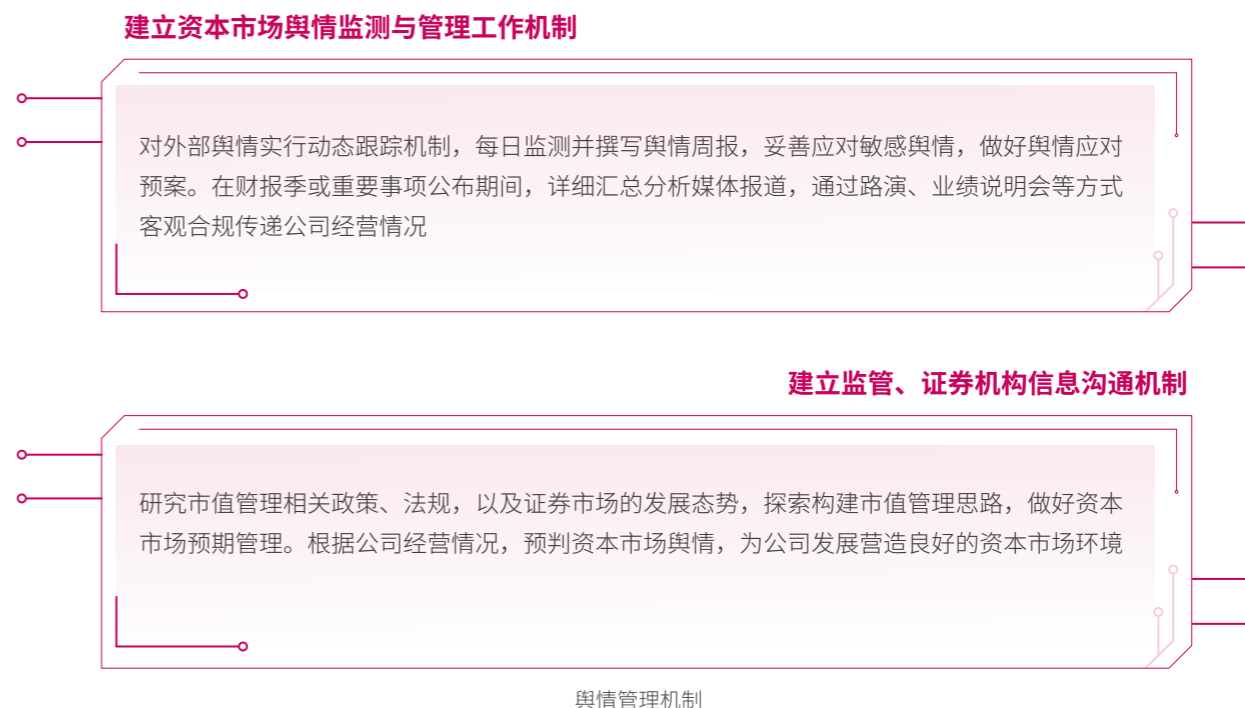 建立资本市场舆情监测与管理工作机制
对外部舆情实行动态跟踪机制，每日监测并撰写舆情周报，妥善应对敏感舆情，做好舆情应对
预案。在财报季或重要事项公布期间，详细汇总分析媒体报道，通过路演、业绩说明会等方式
客观合规传递公司经营情况
建立监管、证券机构信息沟通机制
研究市值管理相关政策、法规，以及证券市场的发展态势，探索构建市值管理思路，做好资本
市场预期管理。根据公司经营情况，预判资本市场舆情，为公司发展营造良好的资本市场环境
舆情管理机制